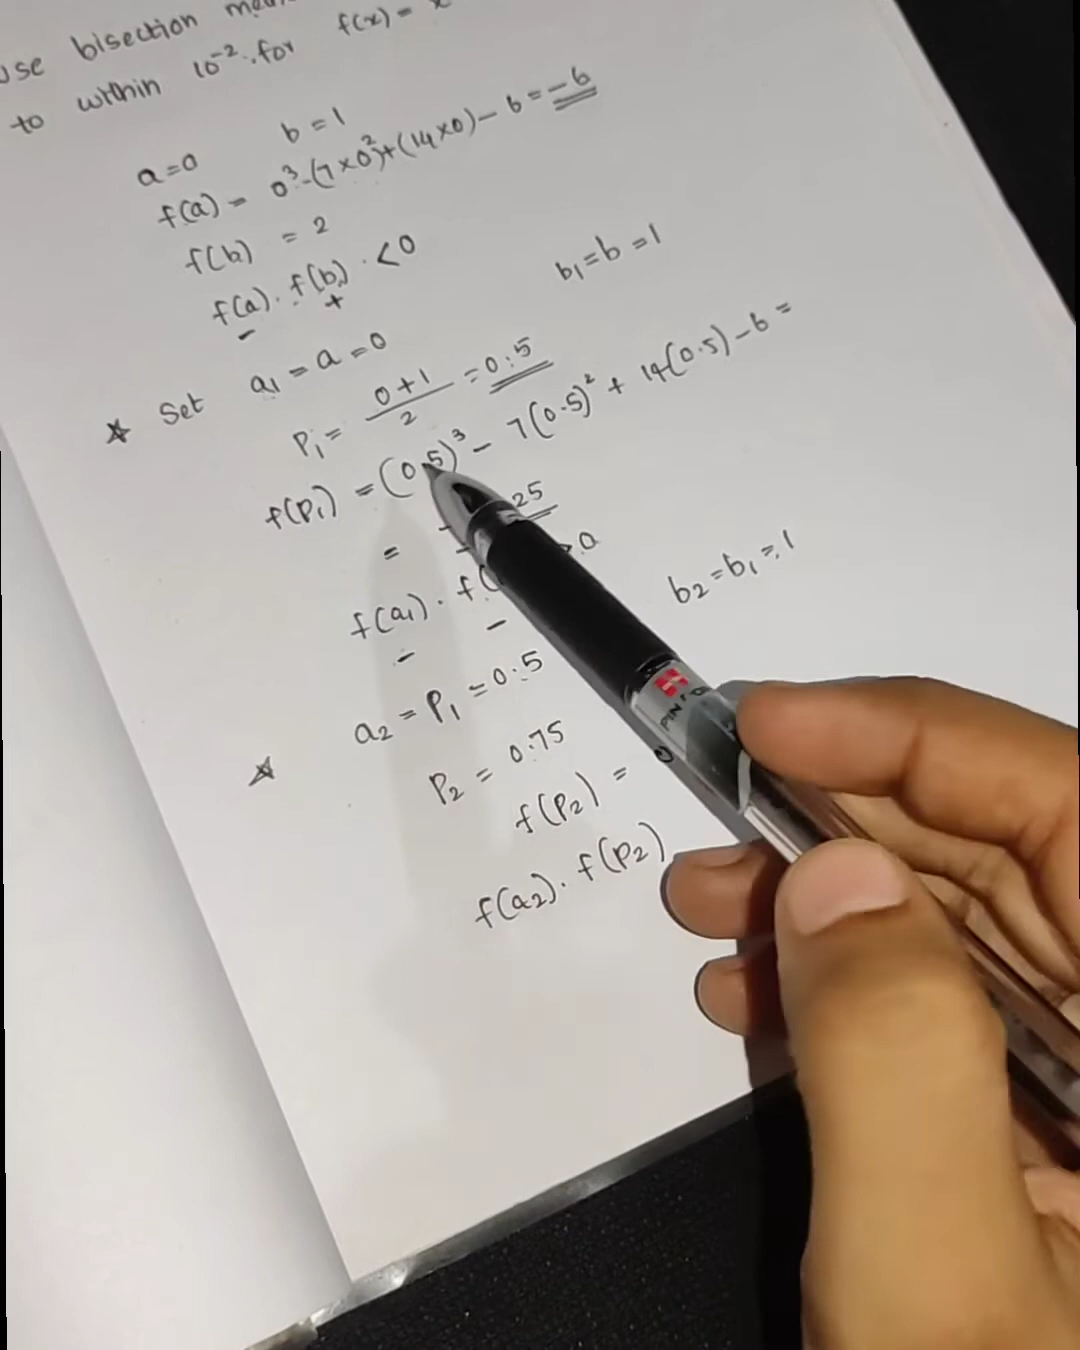 use bisection
to within 10⁻². for f(x) = x
a=0 b=1
f(a) = 0³-(7×0²)+(14×0)-6=-6
f(b) = 2
f(a). f(b) . <0
- +
☆ Set a₁=a=0 b₁=b=1
P₁= 0+1/2 =0.5
f(P₁) =(0.5)³- 7(0.5)²+ 14(0.5)-6=
= 25
f(a₁). f( >0
- -
☆ a₂=P₁=0.5 b₂=b₁=1
P₂ = 0.75
f(P₂) =
f(a₂). f(P₂)